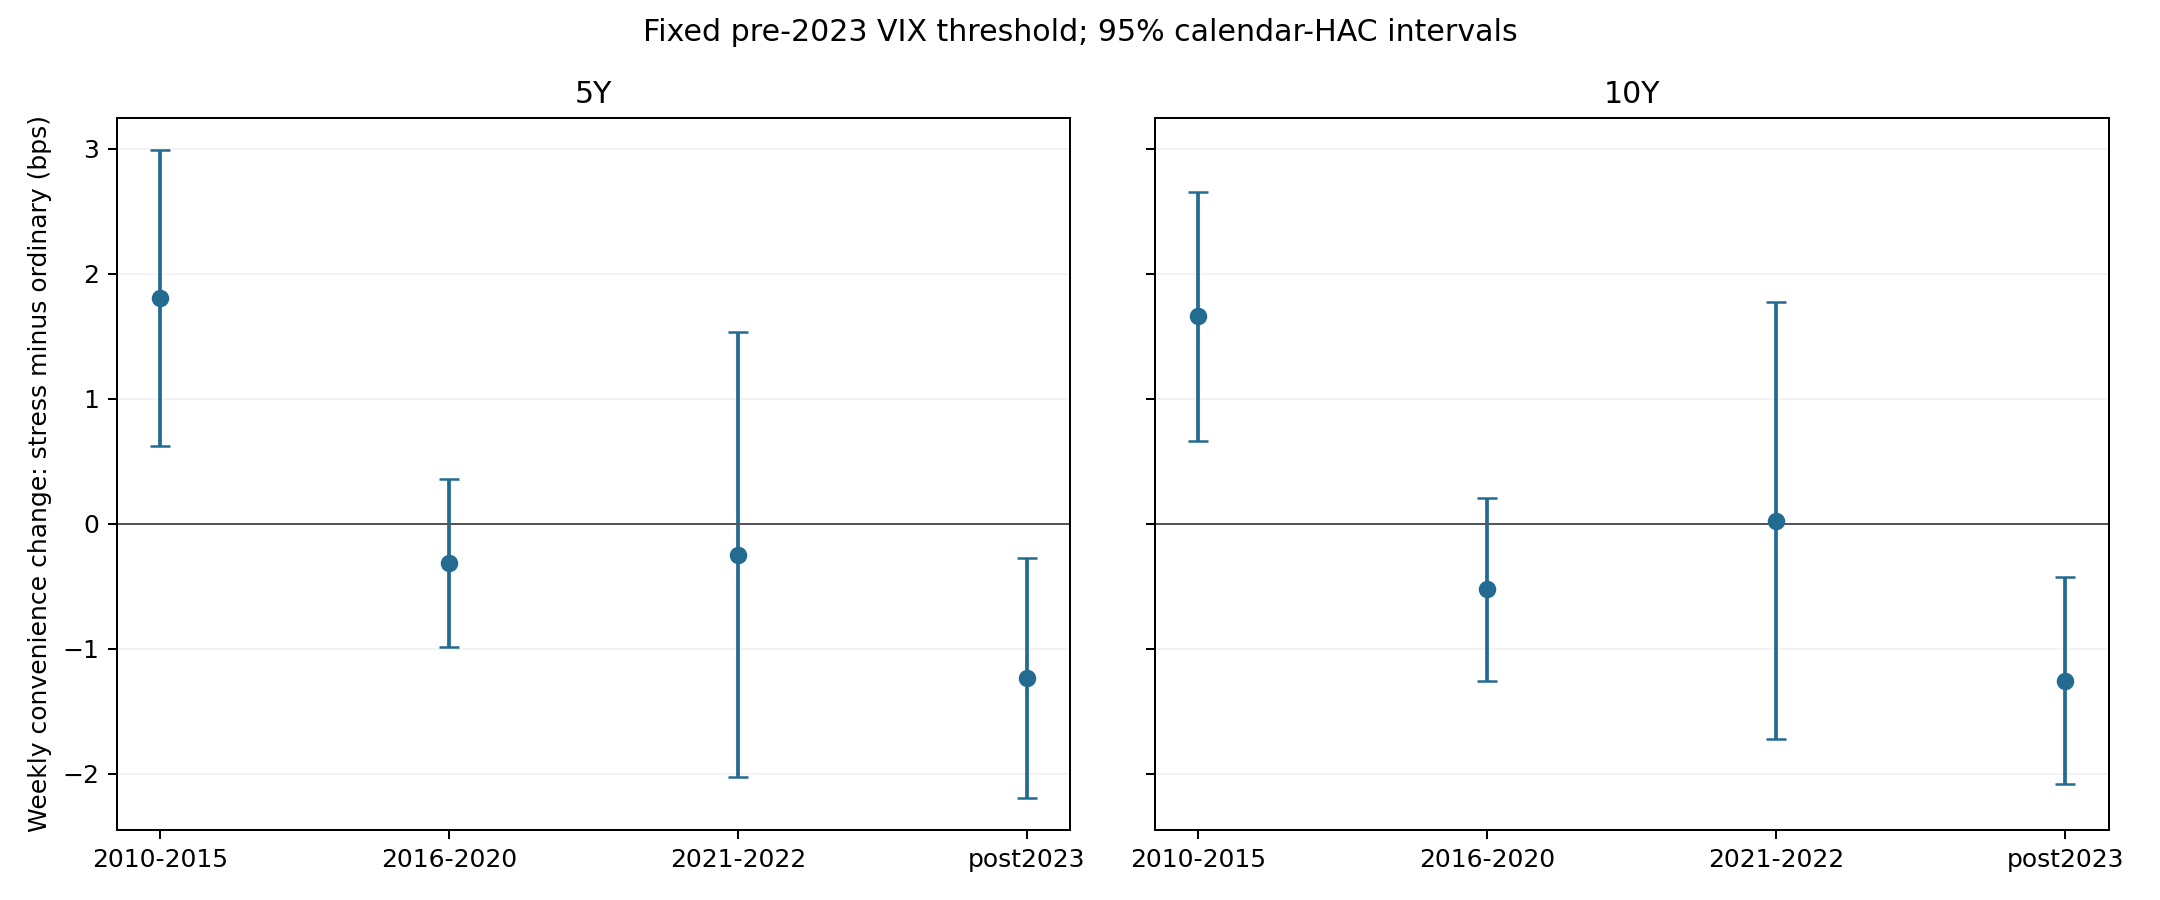 Fixed pre-2023 VIX threshold; 95% calendar-HAC intervals
5Y
10Y
Weekly convenience change: stress minus ordinary (bps)
3
2
1
0
−1
−2
2010-2015
2016-2020
2021-2022
post2023
2010-2015
2016-2020
2021-2022
post2023